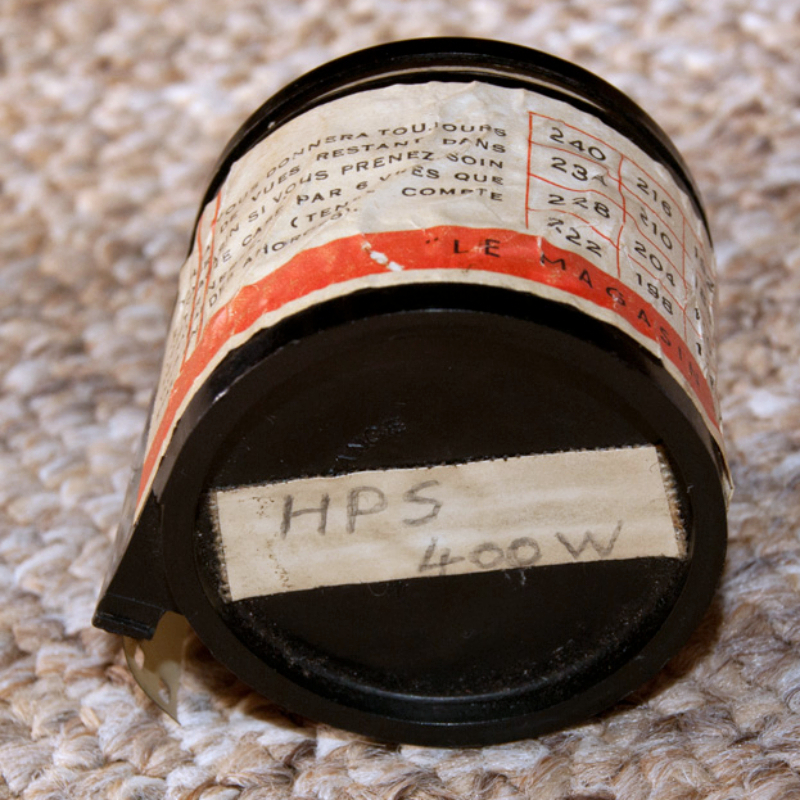 DONNERA TOUJOURS
DE VUES RESTANT DANS
SI VOUS PRENEZ SOIN
PAR 6 VUES QUE
COMPTE
"LE MAGASIN
240 216
234 210
228 204
222 198
HPS
400W